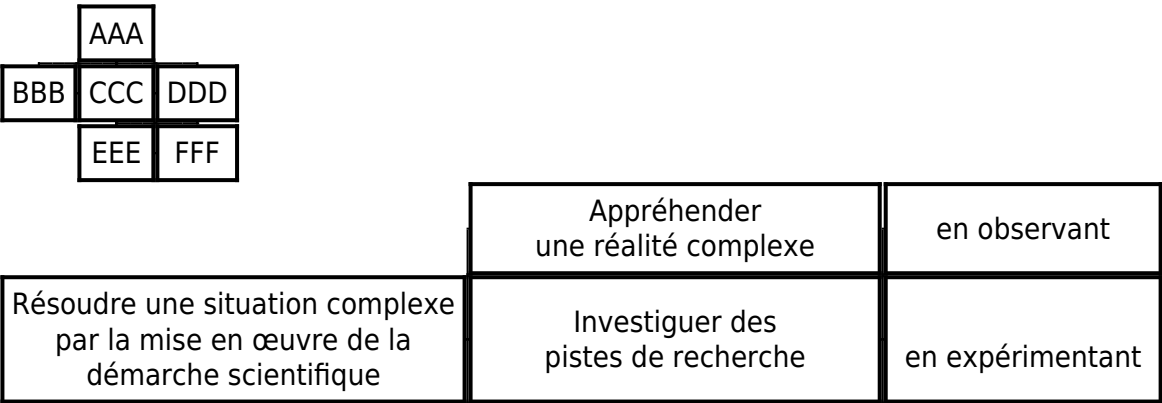 AAA
BBB CCC DDD
EEE FFF
Appréhender
une réalité complexe
en observant
Résoudre une situation complexe
par la mise en œuvre de la
démarche scientifique
Investiguer des
pistes de recherche
en expérimentant